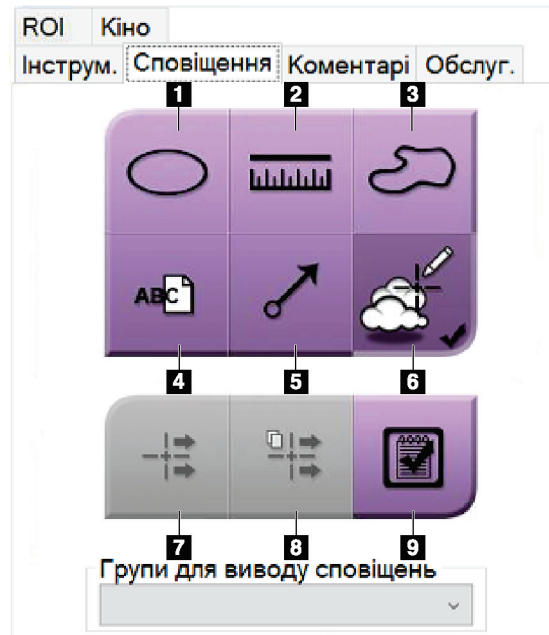 ROI Кіно
Інструм. Сповіщення Коментарі Обслуг.
1 2 3
ABC
4 5 6
7 8 9
Групи для виводу сповіщень